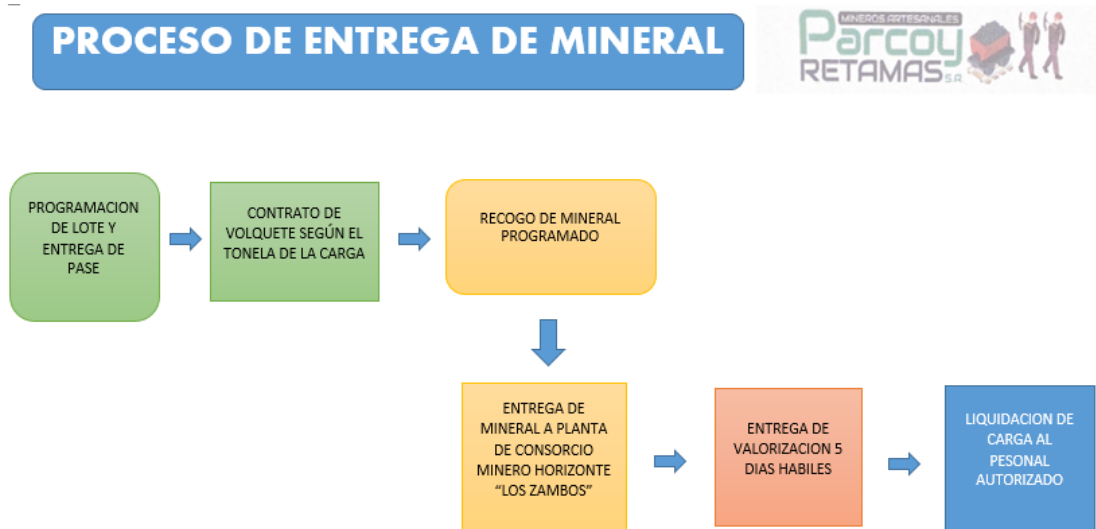 PROCESO DE ENTREGA DE MINERAL
MINEROS ARTESANALES
Parcoy
RETAMAS S.A.
PROGRAMACION
DE LOTE Y
ENTREGA DE
PASE
CONTRATO DE
VOLQUETE SEGÚN EL
TONELA DE LA CARGA
RECOGO DE MINERAL
PROGRAMADO
ENTREGA DE
MINERAL A PLANTA
DE CONSORCIO
MINERO HORIZONTE
“LOS ZAMBOS”
ENTREGA DE
VALORIZACION 5
DIAS HABILES
LIQUIDACION DE
CARGA AL
PESONAL
AUTORIZADO